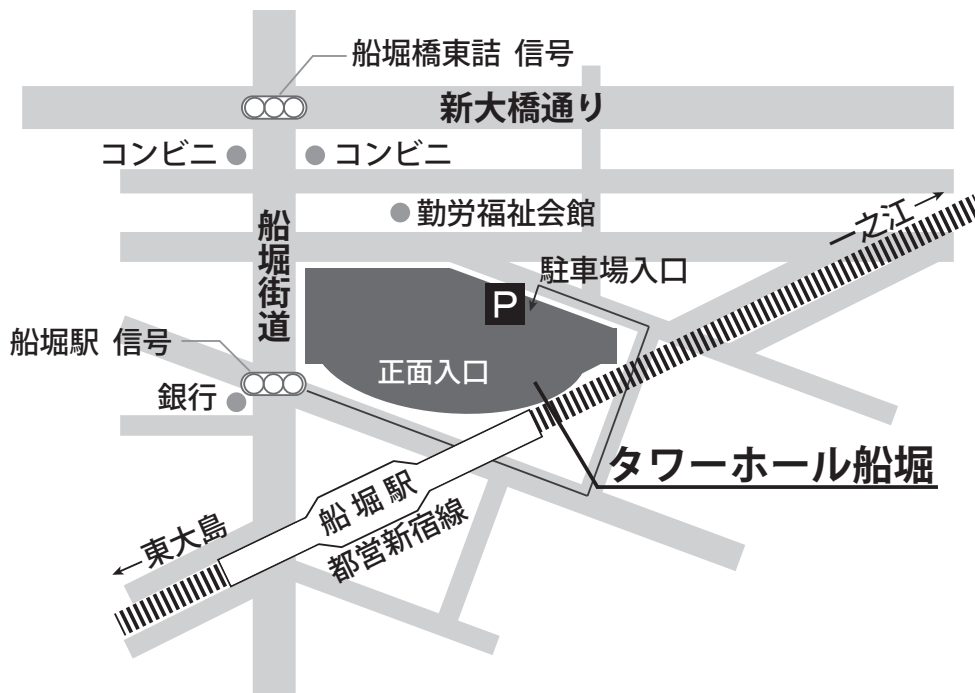 船堀橋東詰 信号
新大橋通り
コンビニ
コンビニ
勤労福祉会館
船堀街道
一之江
駐車場入口
P
船堀駅 信号
正面入口
銀行
タワーホール船堀
船堀駅
都営新宿線
東大島